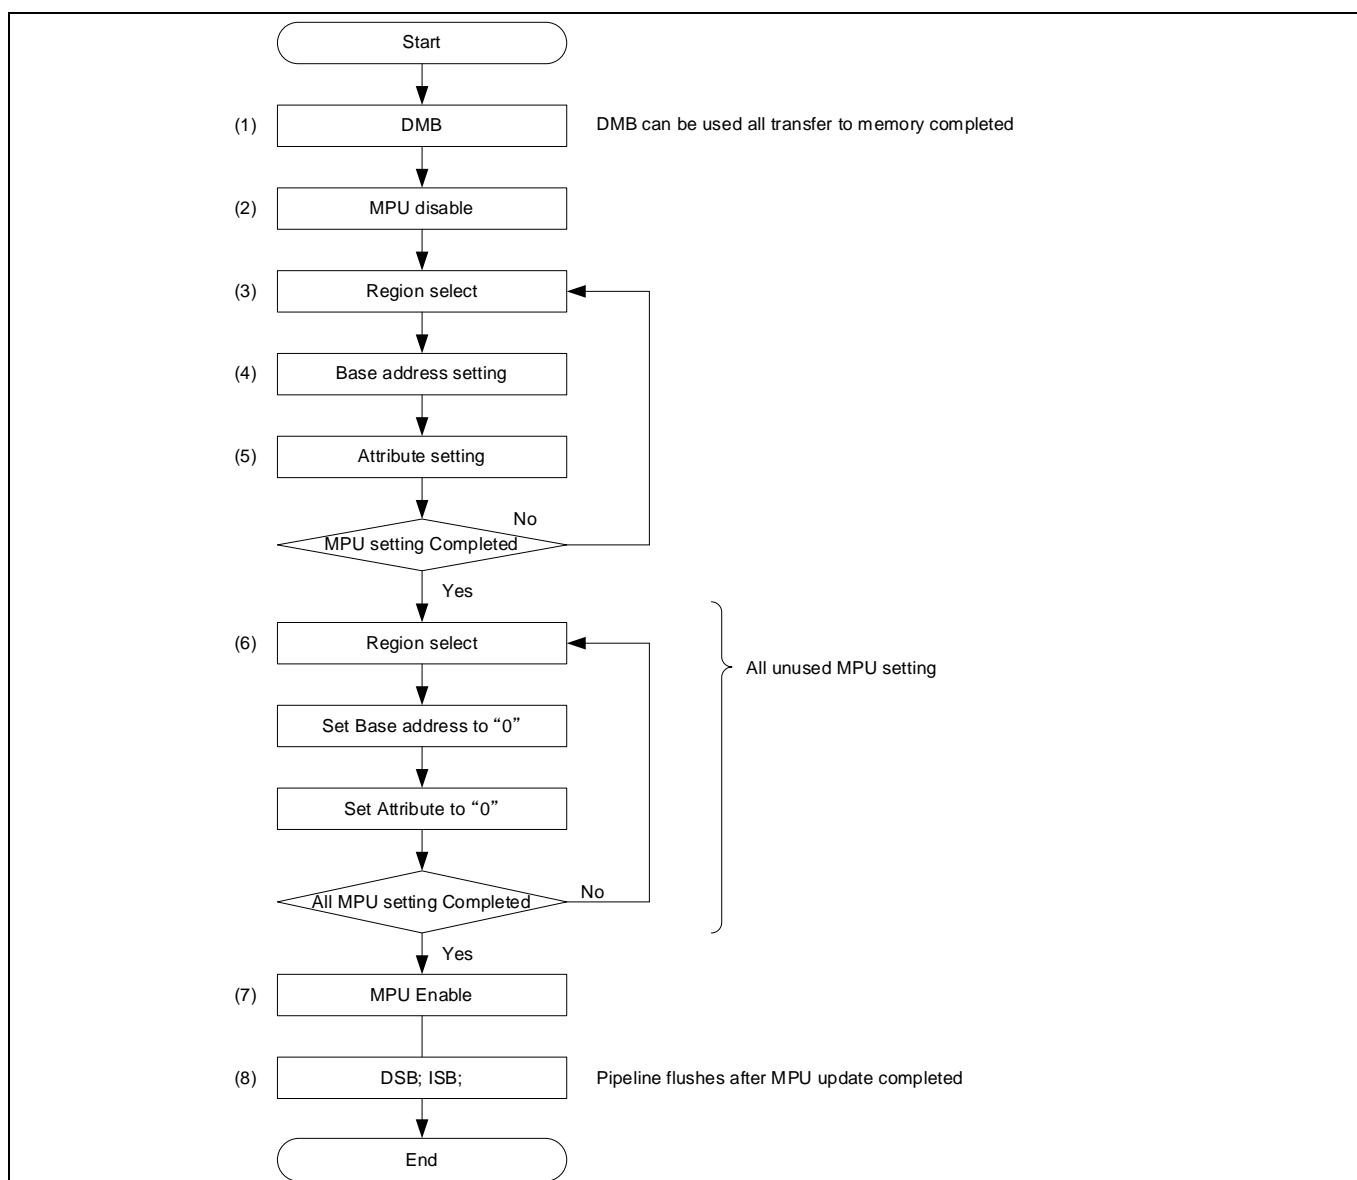 Start
(1) DMB DMB can be used all transfer to memory completed
(2) MPU disable
(3) Region select
(4) Base address setting
(5) Attribute setting
No
MPU setting Completed
Yes
(6) Region select
All unused MPU setting
Set Base address to “0”
Set Attribute to “0”
All MPU setting Completed No
Yes
(7) MPU Enable
(8) DSB; ISB; Pipeline flushes after MPU update completed
End